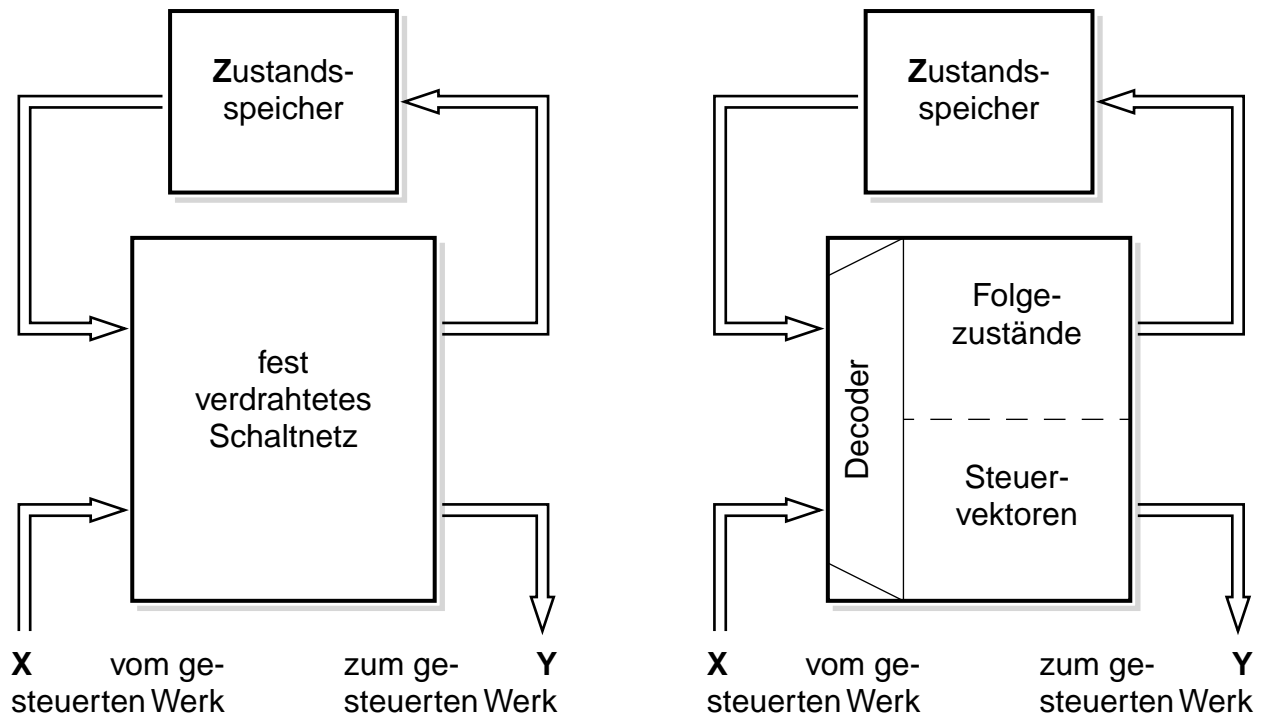 Zustands-
speicher
fest
verdrahtetes
Schaltnetz
X vom ge-
steuerten Werk
zum ge- Y
steuerten Werk
Zustands-
speicher
Decoder
Folge-
zustände
Steuer-
vektoren
X vom ge-
steuerten Werk
zum ge- Y
steuerten Werk